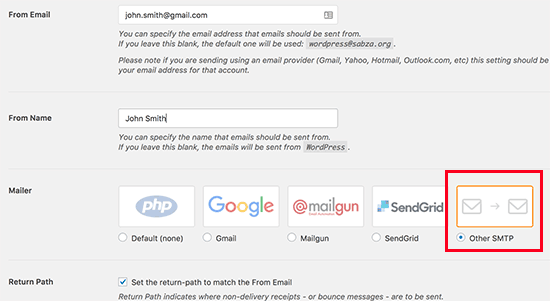 From Email
john.smith@gmail.com
You can specify the email address that emails should be sent from.
If you leave this blank, the default one will be used: wordpress@sabza.org.
Please note if you are sending using an email provider (Gmail, Yahoo, Hotmail, Outlook.com, etc) this setting should be
your email address for that account.
From Name
John Smith
You can specify the name that emails should be sent from.
If you leave this blank, the emails will be sent from WordPress.
Mailer
php
Google
@mailgun
SendGrid
Default (none)
Gmail
Mailgun
SendGrid
Other SMTP
Return Path
Set the return-path to match the From Email
Return Path indicates where non-delivery receipts - or bounce messages - are to be sent.